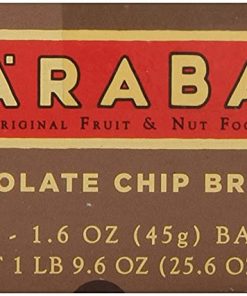 ÄRABA
RIGINAL FRUIT & NUT FOO
OLATE CHIP BR
- 1.6 OZ (45g) BA
T 1 LB 9.6 OZ (25.6 O